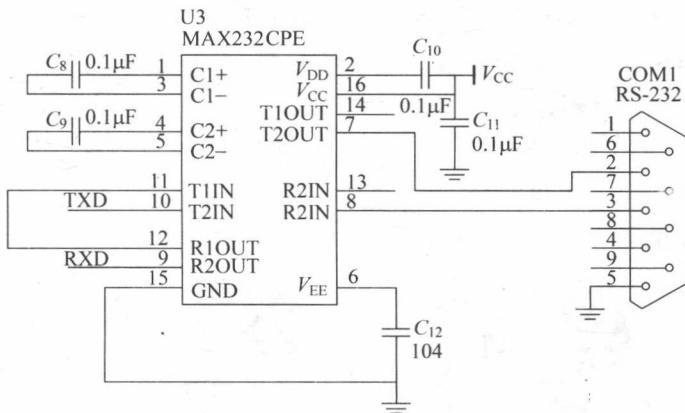 U3
MAX232CPE
C8 0.1μF
1 C1+
3 C1−
C9 0.1μF
4 C2+
5 C2−
11 T1IN
TXD 10 T2IN
12 R1OUT
RXD 9 R2OUT
15 GND
VDD 2
VCC 16
T1OUT 14
T2OUT 7
R2IN 13
R2IN 8
VEE 6
C10
0.1μF
VCC
C11
0.1μF
C12
104
COM1
RS-232
1
6
2
7
3
8
4
9
5